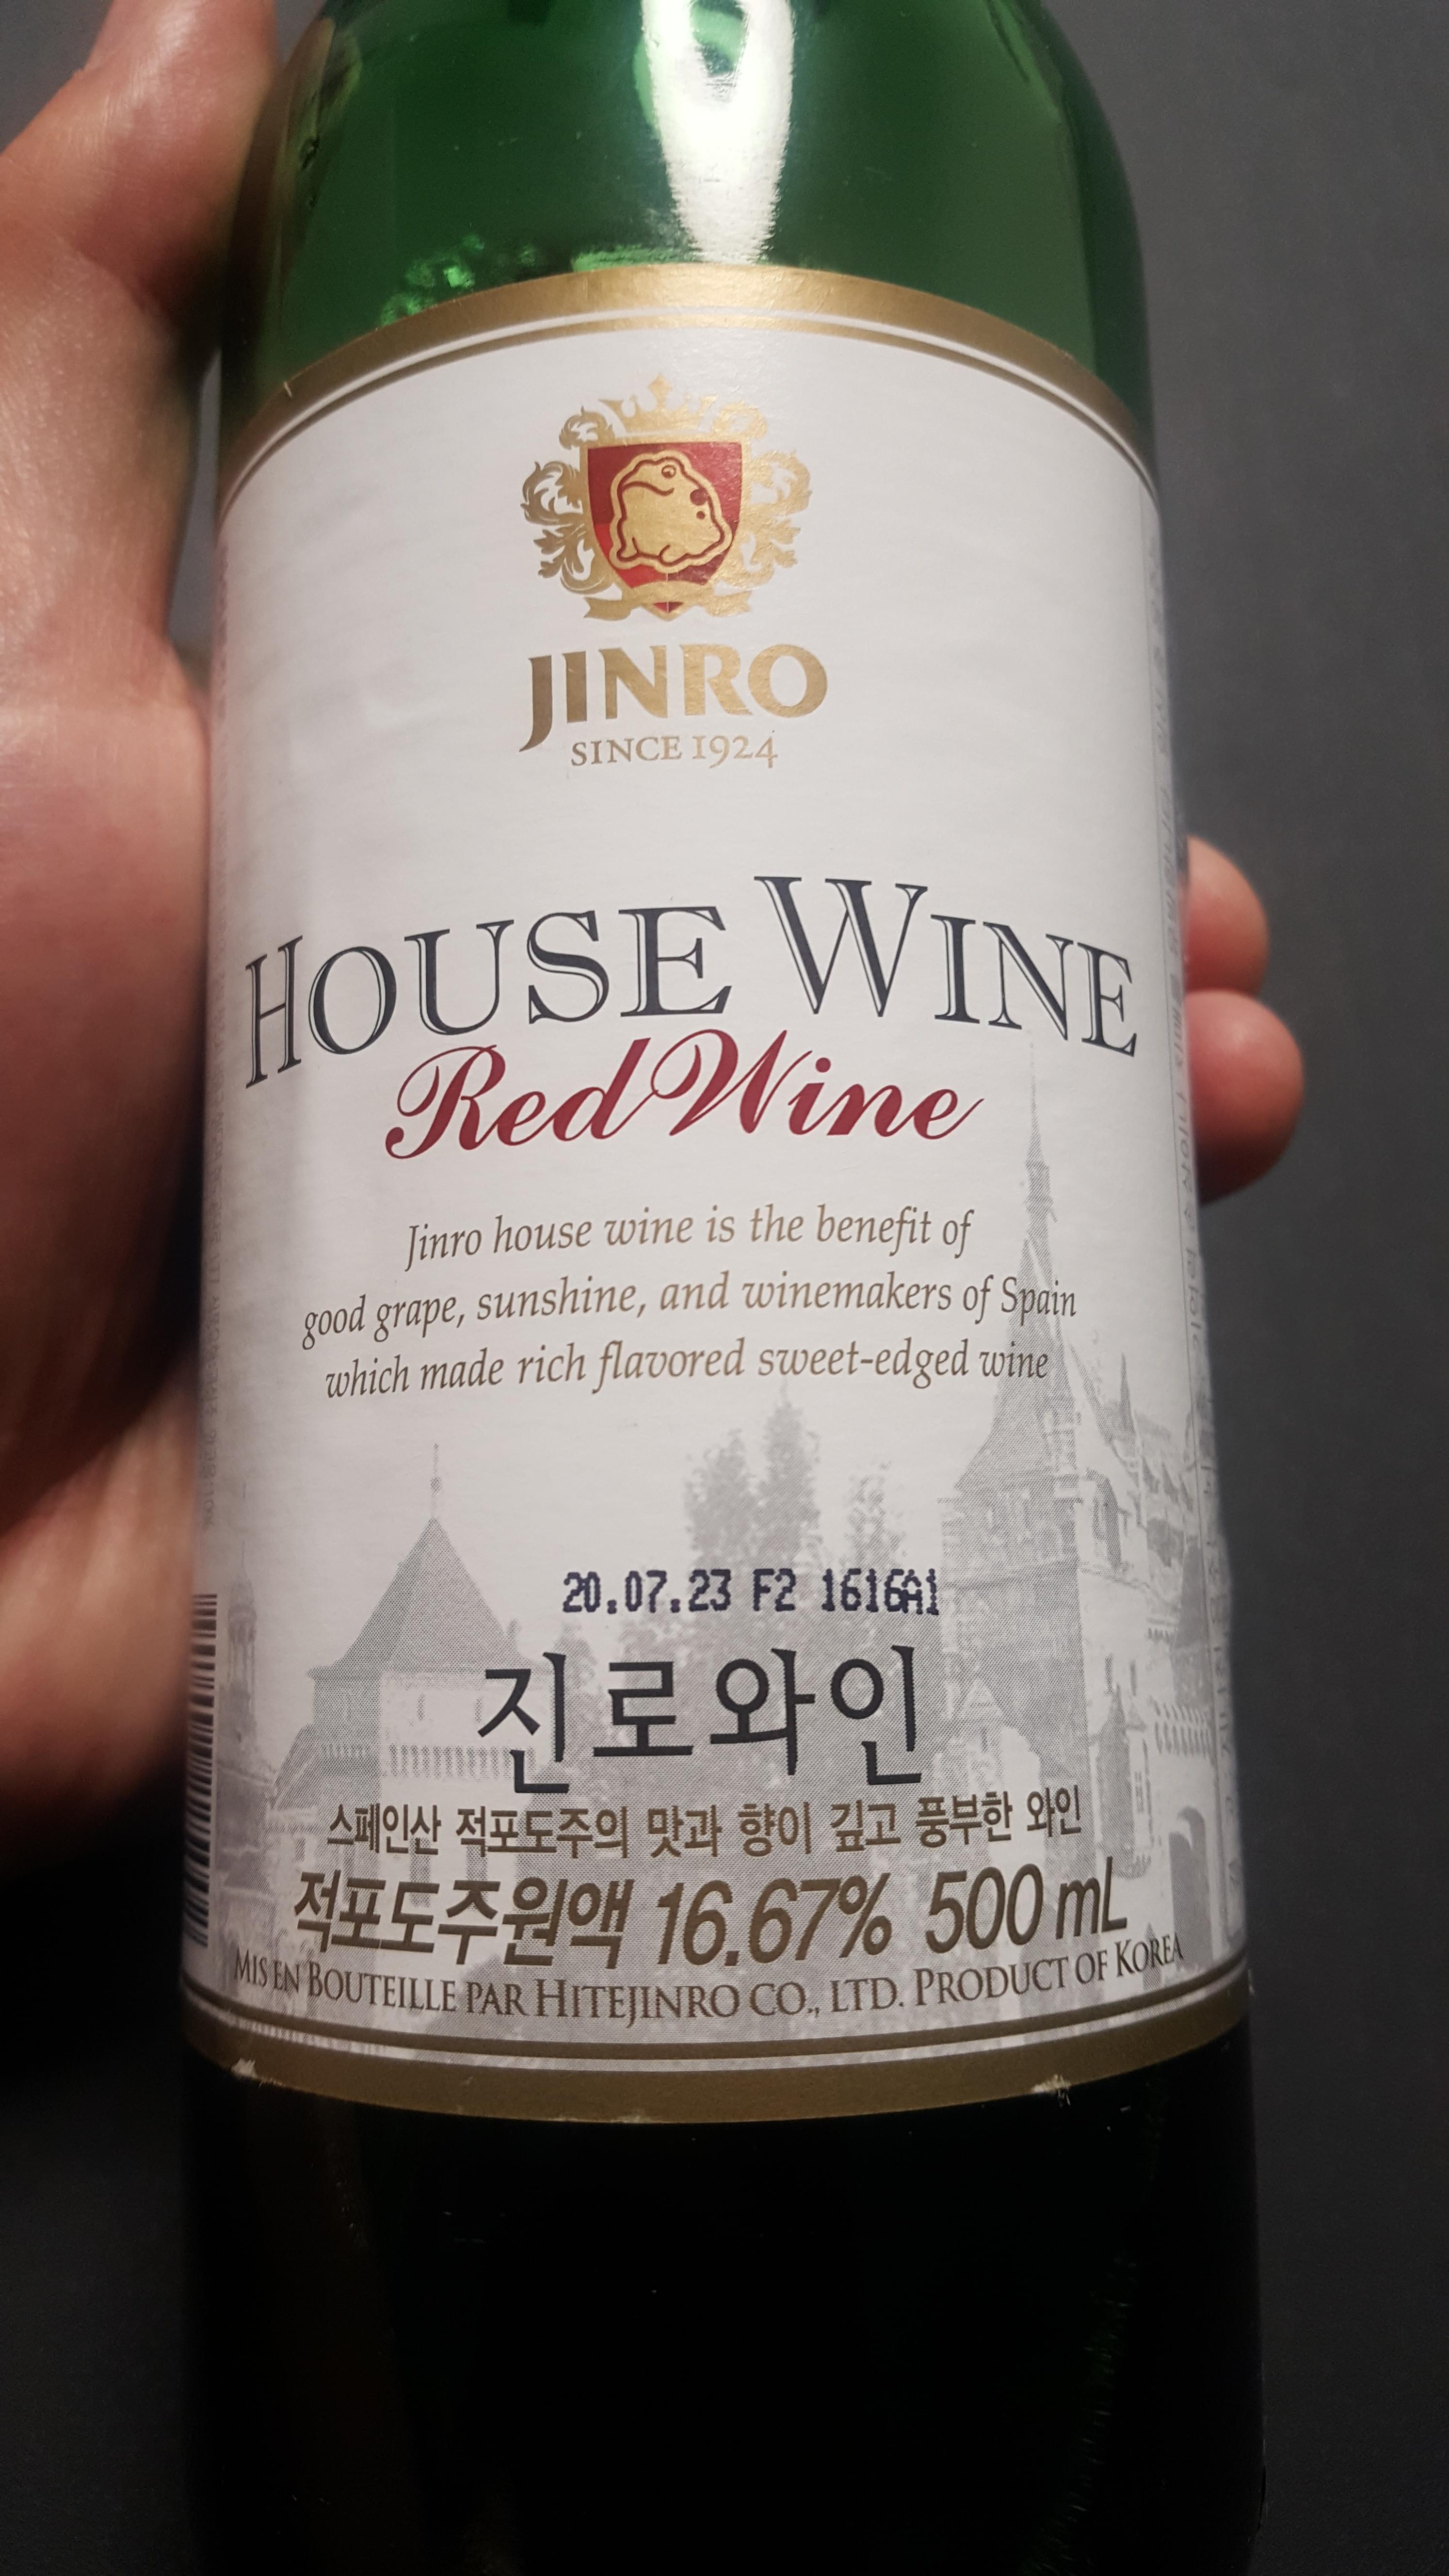 JINRO
SINCE 1924
HOUSE WINE
Red Wine
Jinro house wine is the benefit of
good grape, sunshine, and winemakers of Spain
which made rich flavored sweet-edged wine
20.07.23 F2 1616A1
진로와인
스페인산 적포도주의 맛과 향이 깊고 풍부한 와인
적포도주원액 16.67% 500 mL
MIS EN BOUTEILLE PAR HITEJINRO CO., LTD. PRODUCT OF KOREA